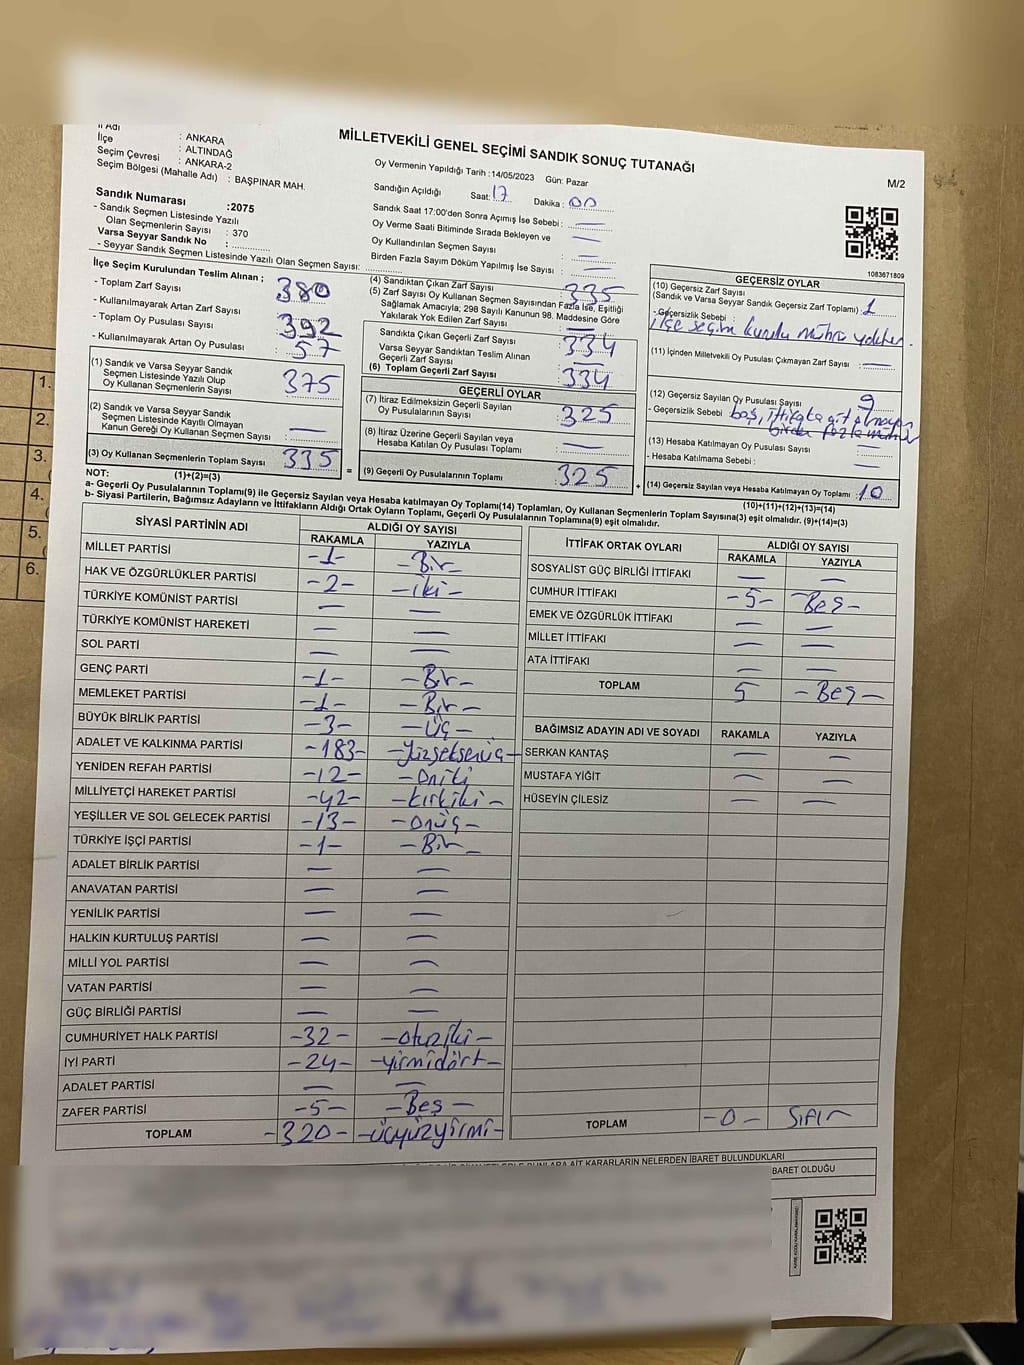 İl Adı : ANKARA
İlçe : ALTINDAĞ
Seçim Çevresi : ANKARA-2
Seçim Bölgesi (Mahalle Adı) : BAŞPINAR MAH.
MİLLETVEKİLİ GENEL SEÇİMİ SANDIK SONUÇ TUTANAĞI
M/2
Oy Vermenin Yapıldığı Tarih :14/05/2023 Gün: Pazar
Sandığın Açıldığı Saat: 17 Dakika : 00
Sandık Saat 17:00'den Sonra Açımış İse Sebebi : —
Oy Verme Saati Bitiminde Sırada Bekleyen ve —
Oy Kullandırılan Seçmen Sayısı
Birden Fazla Sayım Döküm Yapılmış İse Sayısı : —
Sandık Numarası :2075
- Sandık Seçmen Listesinde Yazılı
Olan Seçmenlerin Sayısı : 370
Varsa Seyyar Sandık No :
- Seyyar Sandık Seçmen Listesinde Yazılı Olan Seçmen Sayısı:
1083671809
İlçe Seçim Kurulundan Teslim Alınan ;
- Toplam Zarf Sayısı : 380
- Kullanılmayarak Artan Zarf Sayısı :
- Toplam Oy Pusulası Sayısı : 392
- Kullanılmayarak Artan Oy Pusulası : 57
(1) Sandık ve Varsa Seyyar Sandık
Seçmen Listesinde Yazılı Olup
Oy Kullanan Seçmenlerin Sayısı : 375
(2) Sandık ve Varsa Seyyar Sandık
Seçmen Listesinde Kayıtlı Olmayan
Kanun Gereği Oy Kullanan Seçmen Sayısı : —
(3) Oy Kullanan Seçmenlerin Toplam Sayısı : 335
(4) Sandıktan Çıkan Zarf Sayısı : 335
(5) Zarf Sayısı Oy Kullanan Seçmen Sayısından Fazla İse, Eşitliği
Sağlamak Amacıyla; 298 Sayılı Kanunun 98. Maddesine Göre
Yakılarak Yok Edilen Zarf Sayısı : —
Sandıkta Çıkan Geçerli Zarf Sayısı : 334
Varsa Seyyar Sandıktan Teslim Alınan
Geçerli Zarf Sayısı : —
(6) Toplam Geçerli Zarf Sayısı : 334
GEÇERLİ OYLAR
(7) İtiraz Edilmeksizin Geçerli Sayılan
Oy Pusulalarının Sayısı : 325
(8) İtiraz Üzerine Geçerli Sayılan veya
Hesaba Katılan Oy Pusulası Toplamı : —
= (9) Geçerli Oy Pusulalarının Toplamı : 325
GEÇERSİZ OYLAR
(10) Geçersiz Zarf Sayısı
(Sandık ve Varsa Seyyar Sandık Geçersiz Zarf Toplamı) : 1
- Geçersizlik Sebebi :
ilçe seçim kurulu mührü yoktur.
(11) İçinden Milletvekili Oy Pusulası Çıkmayan Zarf Sayısı :
(12) Geçersiz Sayılan Oy Pusulası Sayısı : 9
- Geçersizlik Sebebi : boş, ittifaka ait olmayan
birden fazla mühür
(13) Hesaba Katılmayan Oy Pusulası Sayısı : —
- Hesaba Katılmama Sebebi : —
+ (14) Geçersiz Sayılan veya Hesaba Katılmayan Oy Toplamı : 10
NOT: (1)+(2)=(3)
(10)+(11)+(12)+(13)=(14)
a- Geçerli Oy Pusulalarının Toplamı(9) ile Geçersiz Sayılan veya Hesaba katılmayan Oy Toplamı(14) Toplamları, Oy Kullanan Seçmenlerin Toplam Sayısına(3) eşit olmalıdır. (9)+(14)=(3)
b- Siyasi Partilerin, Bağımsız Adayların ve İttifakların Aldığı Ortak Oyların Toplamı, Geçerli Oy Pusulalarının Toplamına(9) eşit olmalıdır.
SİYASİ PARTİNİN ADI ALDIĞI OY SAYISI
RAKAMLA YAZIYLA
MİLLET PARTİSİ -1- -Bir-
HAK VE ÖZGÜRLÜKLER PARTİSİ -2- -iki-
TÜRKİYE KOMÜNİST PARTİSİ — —
TÜRKİYE KOMÜNİST HAREKETİ — —
SOL PARTİ — —
GENÇ PARTİ -1- -Bir-
MEMLEKET PARTİSİ -1- -Bir-
BÜYÜK BİRLİK PARTİSİ -3- -Üç-
ADALET VE KALKINMA PARTİSİ -183- -Yüzseksenüç-
YENİDEN REFAH PARTİSİ -12- -Oniki
MİLLİYETÇİ HAREKET PARTİSİ -42- -kırkiki-
YEŞİLLER VE SOL GELECEK PARTİSİ -13- -onüç-
TÜRKİYE İŞÇİ PARTİSİ -1- -Bir-
ADALET BİRLİK PARTİSİ — —
ANAVATAN PARTİSİ — —
YENİLİK PARTİSİ — —
HALKIN KURTULUŞ PARTİSİ — —
MİLLİ YOL PARTİSİ — —
VATAN PARTİSİ — —
GÜÇ BİRLİĞİ PARTİSİ — —
CUMHURİYET HALK PARTİSİ -32- -otuziki-
İYİ PARTİ -24- -yirmidört-
ADALET PARTİSİ — —
ZAFER PARTİSİ -5- -Beş-
TOPLAM -320- -üçyüzyirmi-
İTTİFAK ORTAK OYLARI ALDIĞI OY SAYISI
RAKAMLA YAZIYLA
SOSYALİST GÜÇ BİRLİĞİ İTTİFAKI — —
CUMHUR İTTİFAKI -5- Beş-
EMEK VE ÖZGÜRLÜK İTTİFAKI — —
MİLLET İTTİFAKI — —
ATA İTTİFAKI — —
TOPLAM 5 -Beş-
BAĞIMSIZ ADAYIN ADI VE SOYADI RAKAMLA YAZIYLA
SERKAN KANTAŞ — —
MUSTAFA YİĞİT — —
HÜSEYİN ÇİLESİZ — —
TOPLAM -0- Sıfır
KARARLARIN NELERDEN İBARET BULUNDUKLARI
BARET OLDUĞU
1.
2.
3.
4.
5.
6.